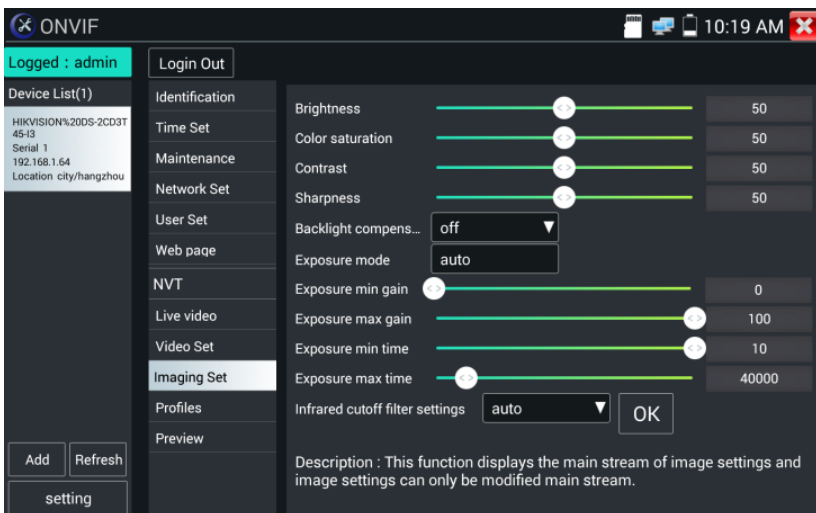 ONVIF
10:19 AM
Logged : admin
Login Out
Device List(1)
HIKVISION%20DS-2CD3T
45-I3
Serial 1
192.168.1.64
Location city/hangzhou
Add
Refresh
setting
Identification
Time Set
Maintenance
Network Set
User Set
Web page
NVT
Live video
Video Set
Imaging Set
Profiles
Preview
Brightness 50
Color saturation 50
Contrast 50
Sharpness 50
Backlight compens... off
Exposure mode auto
Exposure min gain 0
Exposure max gain 100
Exposure min time 10
Exposure max time 40000
Infrared cutoff filter settings auto OK
Description : This function displays the main stream of image settings and
image settings can only be modified main stream.